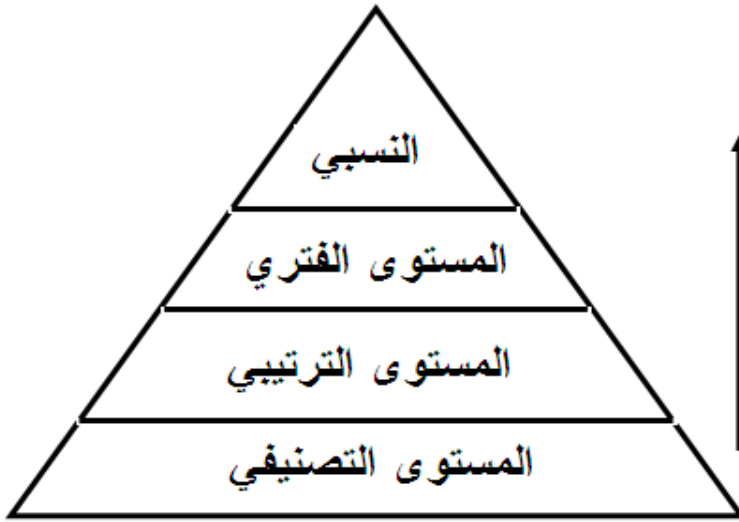 النسبي
المستوى الفتري
المستوى الترتيبي
المستوى التصنيفي